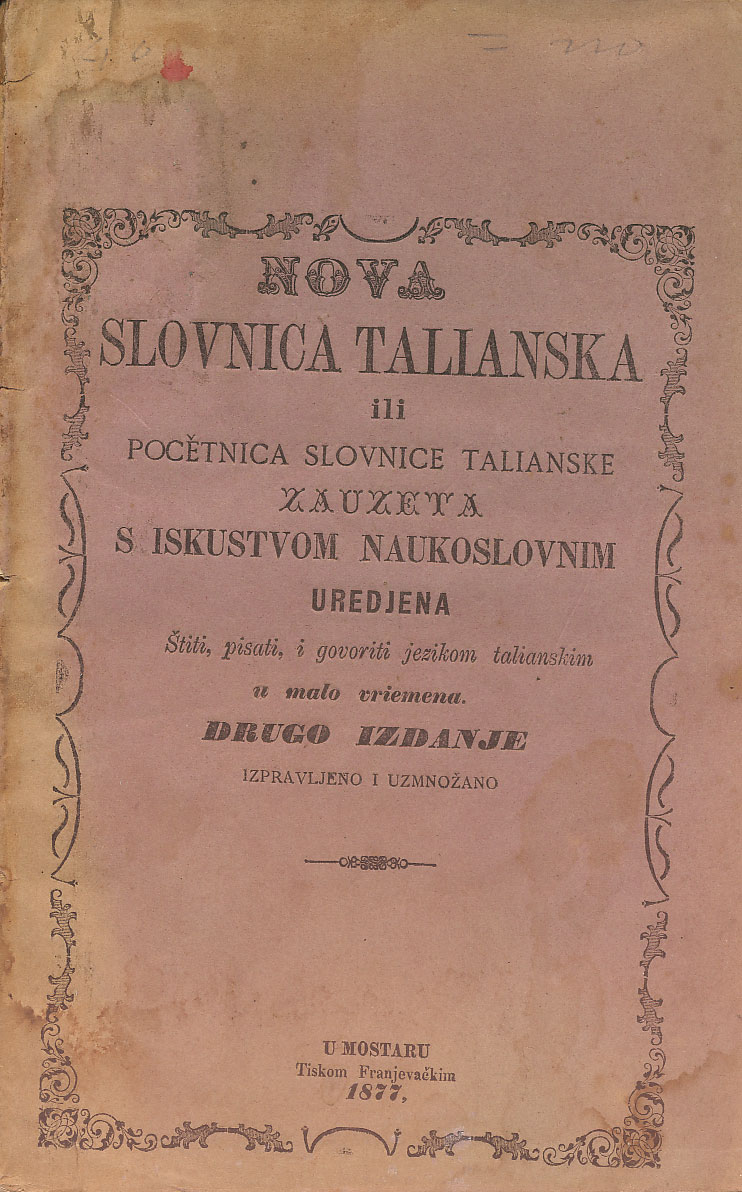 NOVA
SLOVNICA TALIANSKA
ili
POCĚTNICA SLOVNICE TALIANSKE
ZAUZETA
S ISKUSTVOM NAUKOSLOVNIM
UREDJENA
Štiti, pisati, i govoriti jezikom talianskim
u malo vriemena.
DRUGO IZDANJE
IZPRAVLJENO I UZMNOŽANO
U MOSTARU
Tiskom Franjevačkim
1877,